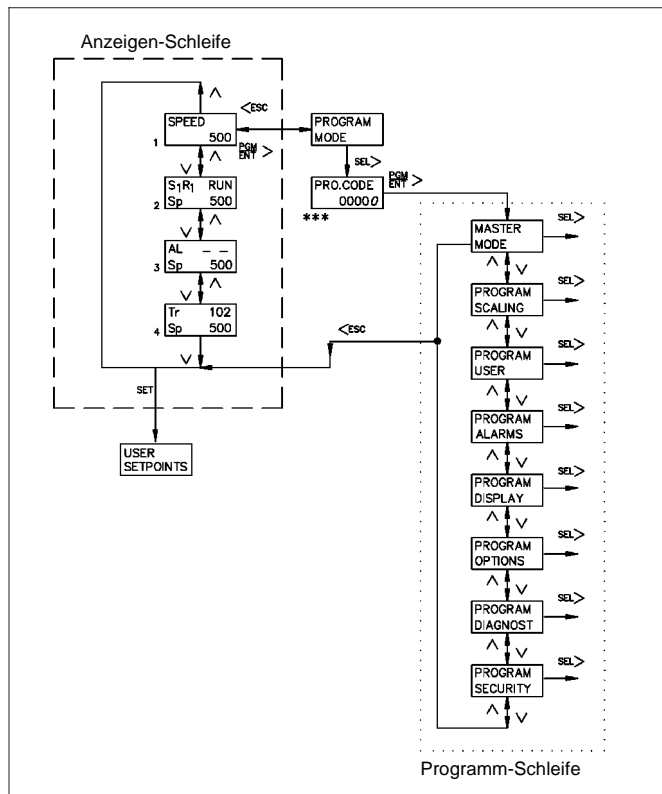 Anzeigen-Schleife
<ESC
SPEED
1 500
PGM
ENT >
PROGRAM
MODE
SEL>
S1R1 RUN
2 Sp 500
PRO.CODE
00000
***
PGM
ENT >
AL – –
3 Sp 500
Tr 102
4 Sp 500
<ESC
SET
USER
SETPOINTS
MASTER
MODE
SEL>
PROGRAM
SCALING
SEL>
PROGRAM
USER
SEL>
PROGRAM
ALARMS
SEL>
PROGRAM
DISPLAY
SEL>
PROGRAM
OPTIONS
SEL>
PROGRAM
DIAGNOST
SEL>
PROGRAM
SECURITY
SEL>
Programm-Schleife